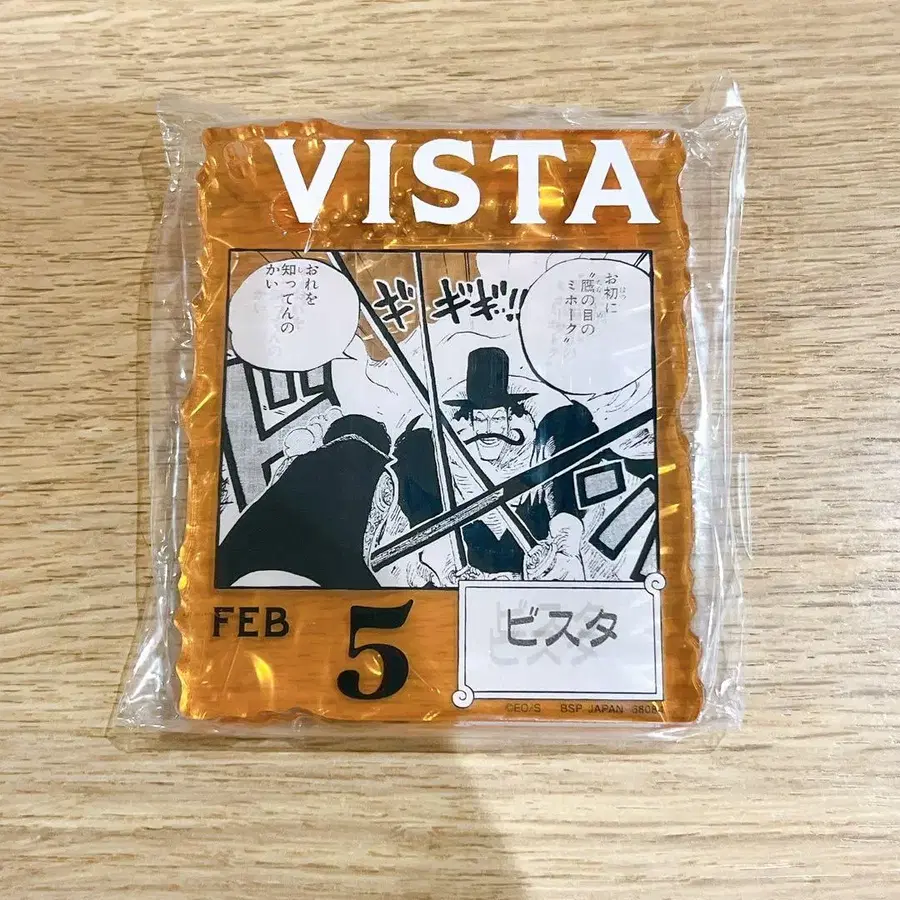 VISTA
お初に
“鷹の目の
ミホーク”
ギギギ!!
おれを
知ってんの
かい
FEB
5
ビスタ
©EO/S BSP JAPAN